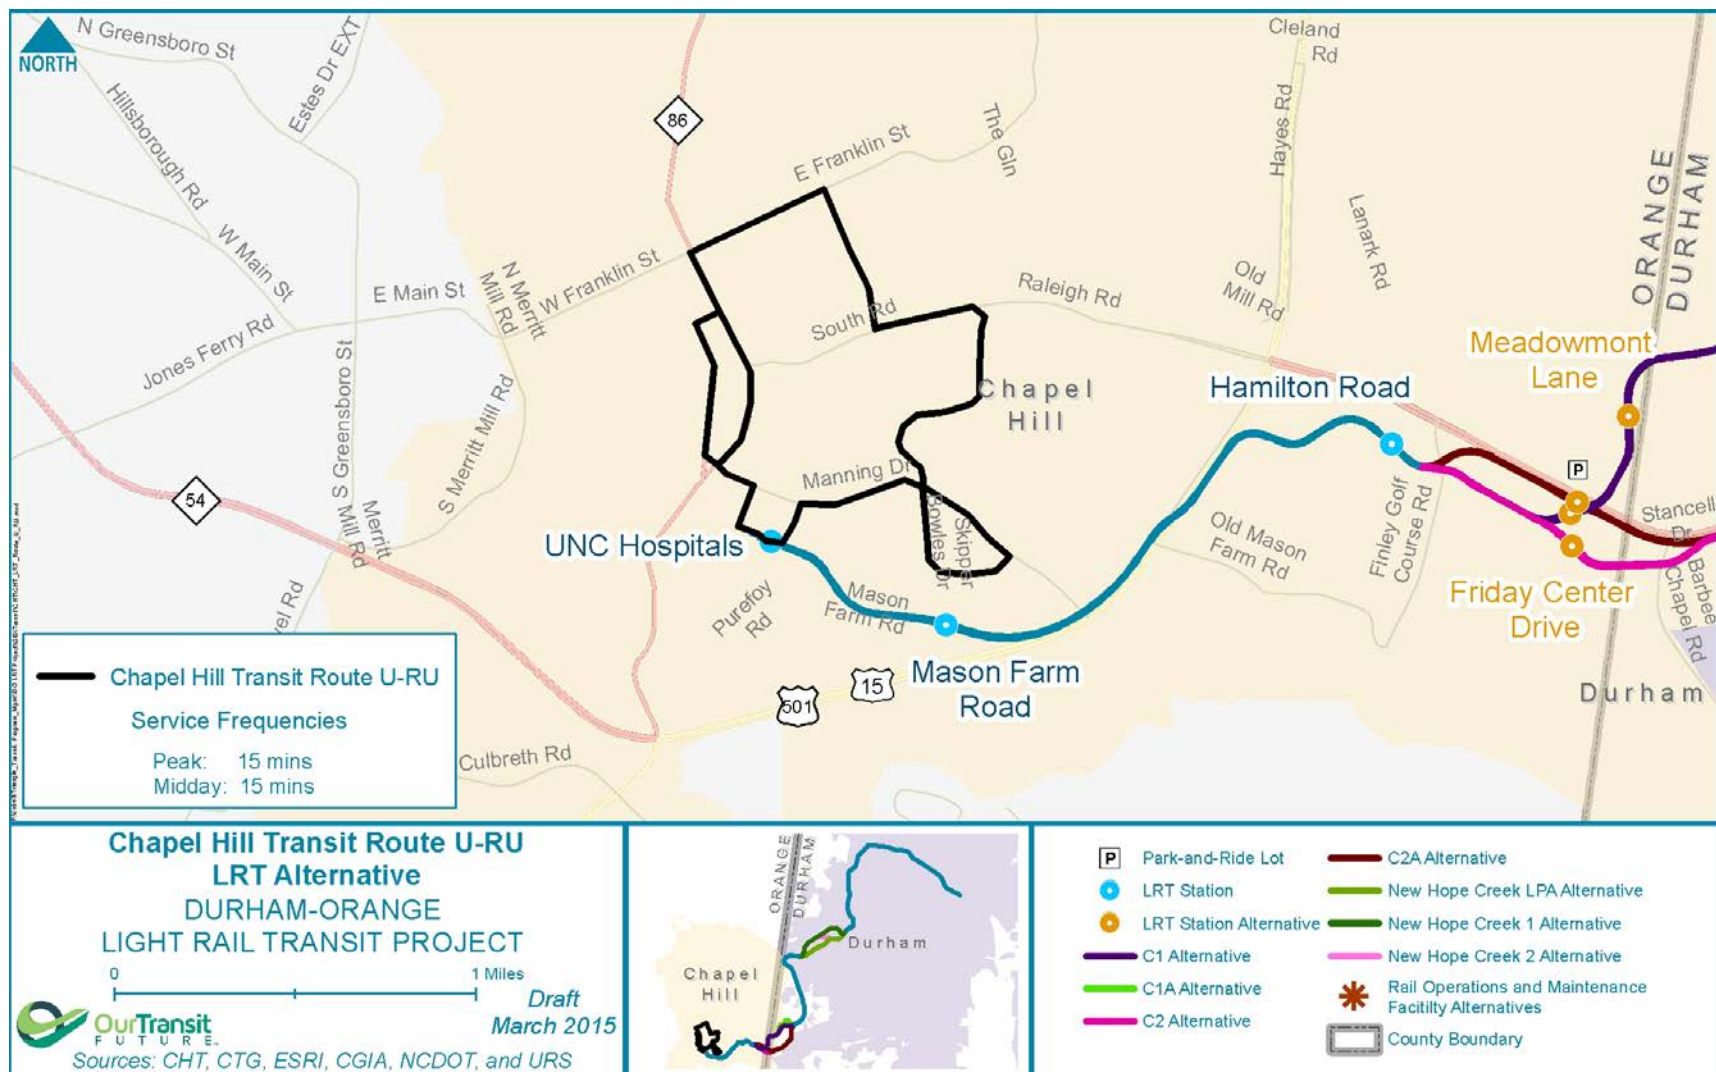 NORTH
N Greensboro St
Estes Dr EXT
Hillsborough Rd
W Main St
E Main St
Jones Ferry Rd
N Merritt
Mill Rd
W Franklin St
E Franklin St
86
The Gln
Cleland
Rd
Hayes Rd
Old
Mill Rd
Lanark Rd
ORANGE
DURHAM
Raleigh Rd
South Rd
Chapel
Hill
Hamilton Road
Meadowmont
Lane
P
54
S Greensboro St
S Merritt Mill Rd
Merritt
Mill Rd
Manning Dr
Skipper
Bowles Dr
UNC Hospitals
Purefoy
Rd
Mason
Farm Rd
Old Mason
Farm Rd
Finley Golf
Course Rd
Stancell
Dr
Barbee
Chapel Rd
Friday Center
Drive
Mason Farm
Road
15
501
Durham
vel Rd
Culbreth Rd
Chapel Hill Transit Route U-RU
Service Frequencies
Peak: 15 mins
Midday: 15 mins
Chapel Hill Transit Route U-RU
LRT Alternative
DURHAM-ORANGE
LIGHT RAIL TRANSIT PROJECT
0 1 Miles
Draft
March 2015
OurTransit
FUTURE
Sources: CHT, CTG, ESRI, CGIA, NCDOT, and URS
ORANGE
DURHAM
Durham
Chapel
Hill
P Park-and-Ride Lot
LRT Station
LRT Station Alternative
C1 Alternative
C1A Alternative
C2 Alternative
C2A Alternative
New Hope Creek LPA Alternative
New Hope Creek 1 Alternative
New Hope Creek 2 Alternative
Rail Operations and Maintenance
Facilty Alternatives
County Boundary